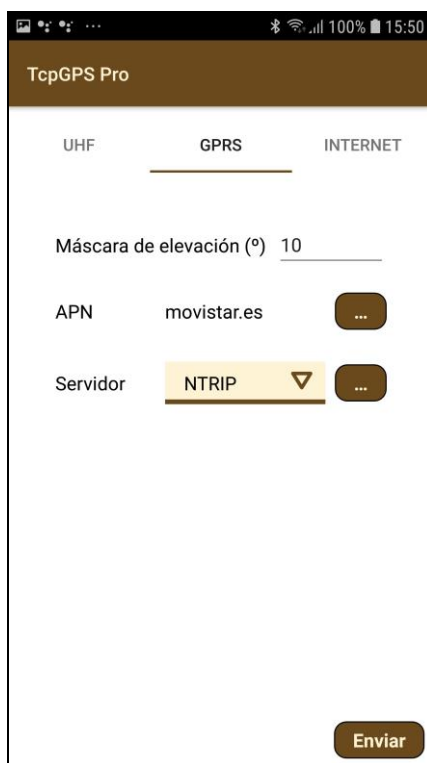 100% 15:50
TcpGPS Pro
UHF GPRS INTERNET
Máscara de elevación (º) 10
APN movistar.es ...
Servidor NTRIP ...
Enviar